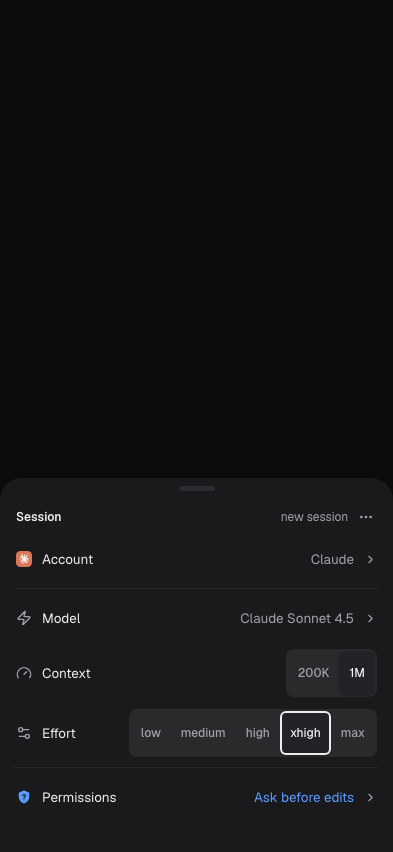 Session new session
Account Claude
Model Claude Sonnet 4.5
Context 200K 1M
Effort low medium high xhigh max
Permissions Ask before edits